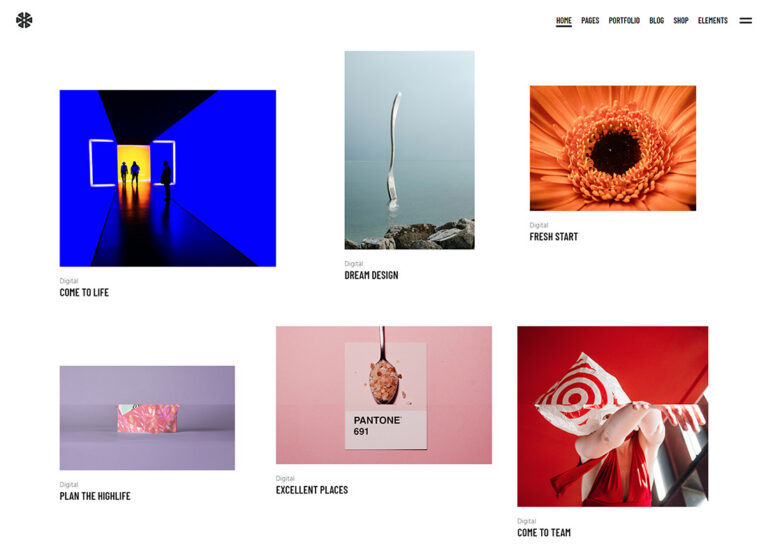 HOME PAGES PORTFOLIO BLOG SHOP ELEMENTS
Digital
COME TO LIFE
Digital
DREAM DESIGN
Digital
FRESH START
Digital
PLAN THE HIGHLIFE
PANTONE
691
Digital
EXCELLENT PLACES
Digital
COME TO TEAM